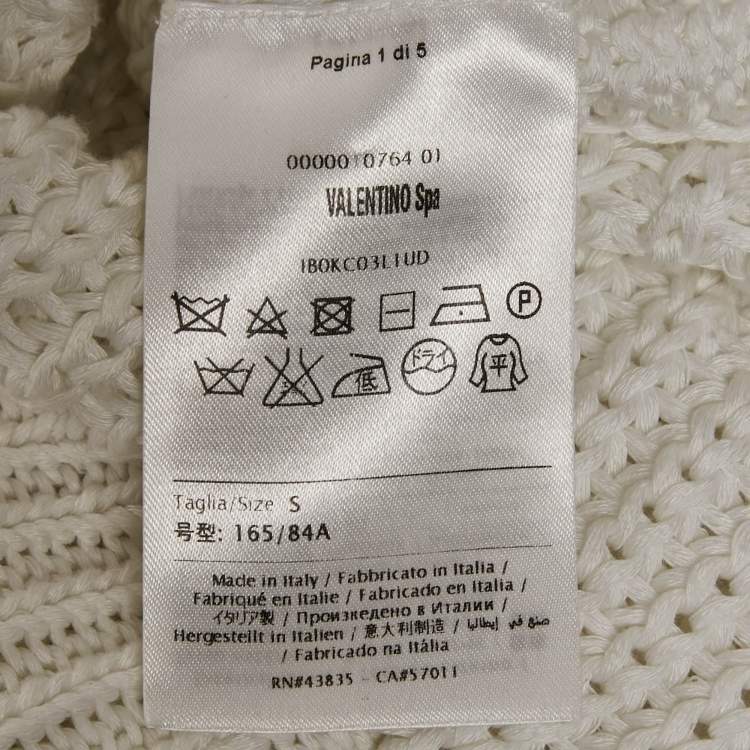 Pagina 1 di 5
0000010764 01
VALENTINO Spa
1B0KC03L1UD
P
低 ドライ 平
Taglia/Size S
号型: 165/84A
Made in Italy / Fabbricato in Italia /
Fabriqué en Italie / Fabricado en Italia /
イタリア製 / Произкедено в Италии /
Hergestellt in Italien / 意大利制造 / صنع في إيطاليا /
/ Fabricado na Itália
RN#43835 - CA#57011